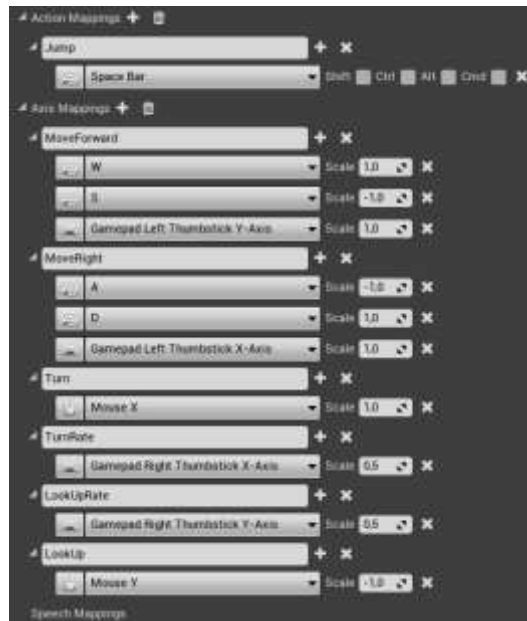 Action Mappings
Jump
Space Bar Shift Ctrl Alt Cmd
Axis Mappings
MoveForward
W Scale 1,0
S Scale -1,0
Gamepad Left Thumbstick Y-Axis Scale 1,0
MoveRight
A Scale -1,0
D Scale 1,0
Gamepad Left Thumbstick X-Axis Scale 1,0
Turn
Mouse X Scale 1,0
TurnRate
Gamepad Right Thumbstick X-Axis Scale 0,5
LookUpRate
Gamepad Right Thumbstick Y-Axis Scale 0,5
LookUp
Mouse Y Scale -1,0
Speech Mappings